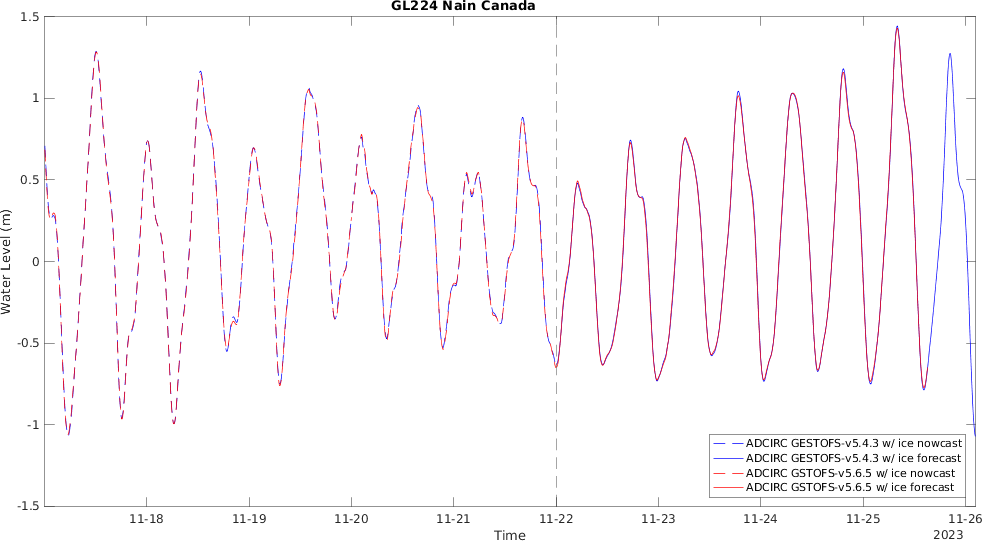 GL224 Nain Canada
1.5
1
0.5
0
-0.5
-1
-1.5
Water Level (m)
11-18 11-19 11-20 11-21 11-22 11-23 11-24 11-25 11-26
Time
2023
ADCIRC GESTOFS-v5.4.3 w/ ice nowcast
ADCIRC GESTOFS-v5.4.3 w/ ice forecast
ADCIRC GSTOFS-v5.6.5 w/ ice nowcast
ADCIRC GSTOFS-v5.6.5 w/ ice forecast